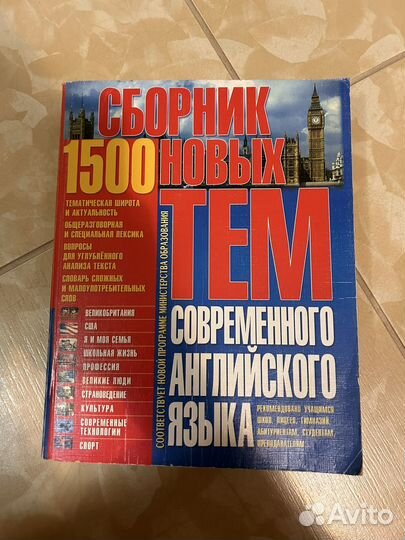 СБОРНИК
1500 НОВЫХ
ТЕМ
СОВРЕМЕННОГО
АНГЛИЙСКОГО
ЯЗЫКА
ТЕМАТИЧЕСКАЯ ШИРОТА
И АКТУАЛЬНОСТЬ
ОБЩЕРАЗГОВОРНАЯ
И СПЕЦИАЛЬНАЯ ЛЕКСИКА
ВОПРОСЫ
ДЛЯ УГЛУБЛЁННОГО
АНАЛИЗА ТЕКСТА
СЛОВАРЬ СЛОЖНЫХ
И МАЛОУПОТРЕБИТЕЛЬНЫХ
СЛОВ
ВЕЛИКОБРИТАНИЯ
США
Я И МОЯ СЕМЬЯ
ШКОЛЬНАЯ ЖИЗНЬ
ПРОФЕССИЯ
ВЕЛИКИЕ ЛЮДИ
СТРАНОВЕДЕНИЕ
КУЛЬТУРА
СОВРЕМЕННЫЕ
ТЕХНОЛОГИИ
СПОРТ
СООТВЕТСТВУЕТ НОВОЙ ПРОГРАММЕ МИНИСТЕРСТВА ОБРАЗОВАНИЯ
РЕКОМЕНДОВАНО УЧАЩИМСЯ
ШКОЛ, ЛИЦЕЕВ, ГИМНАЗИЙ,
АБИТУРИЕНТАМ, СТУДЕНТАМ,
ПРЕПОДАВАТЕЛЯМ
Avito